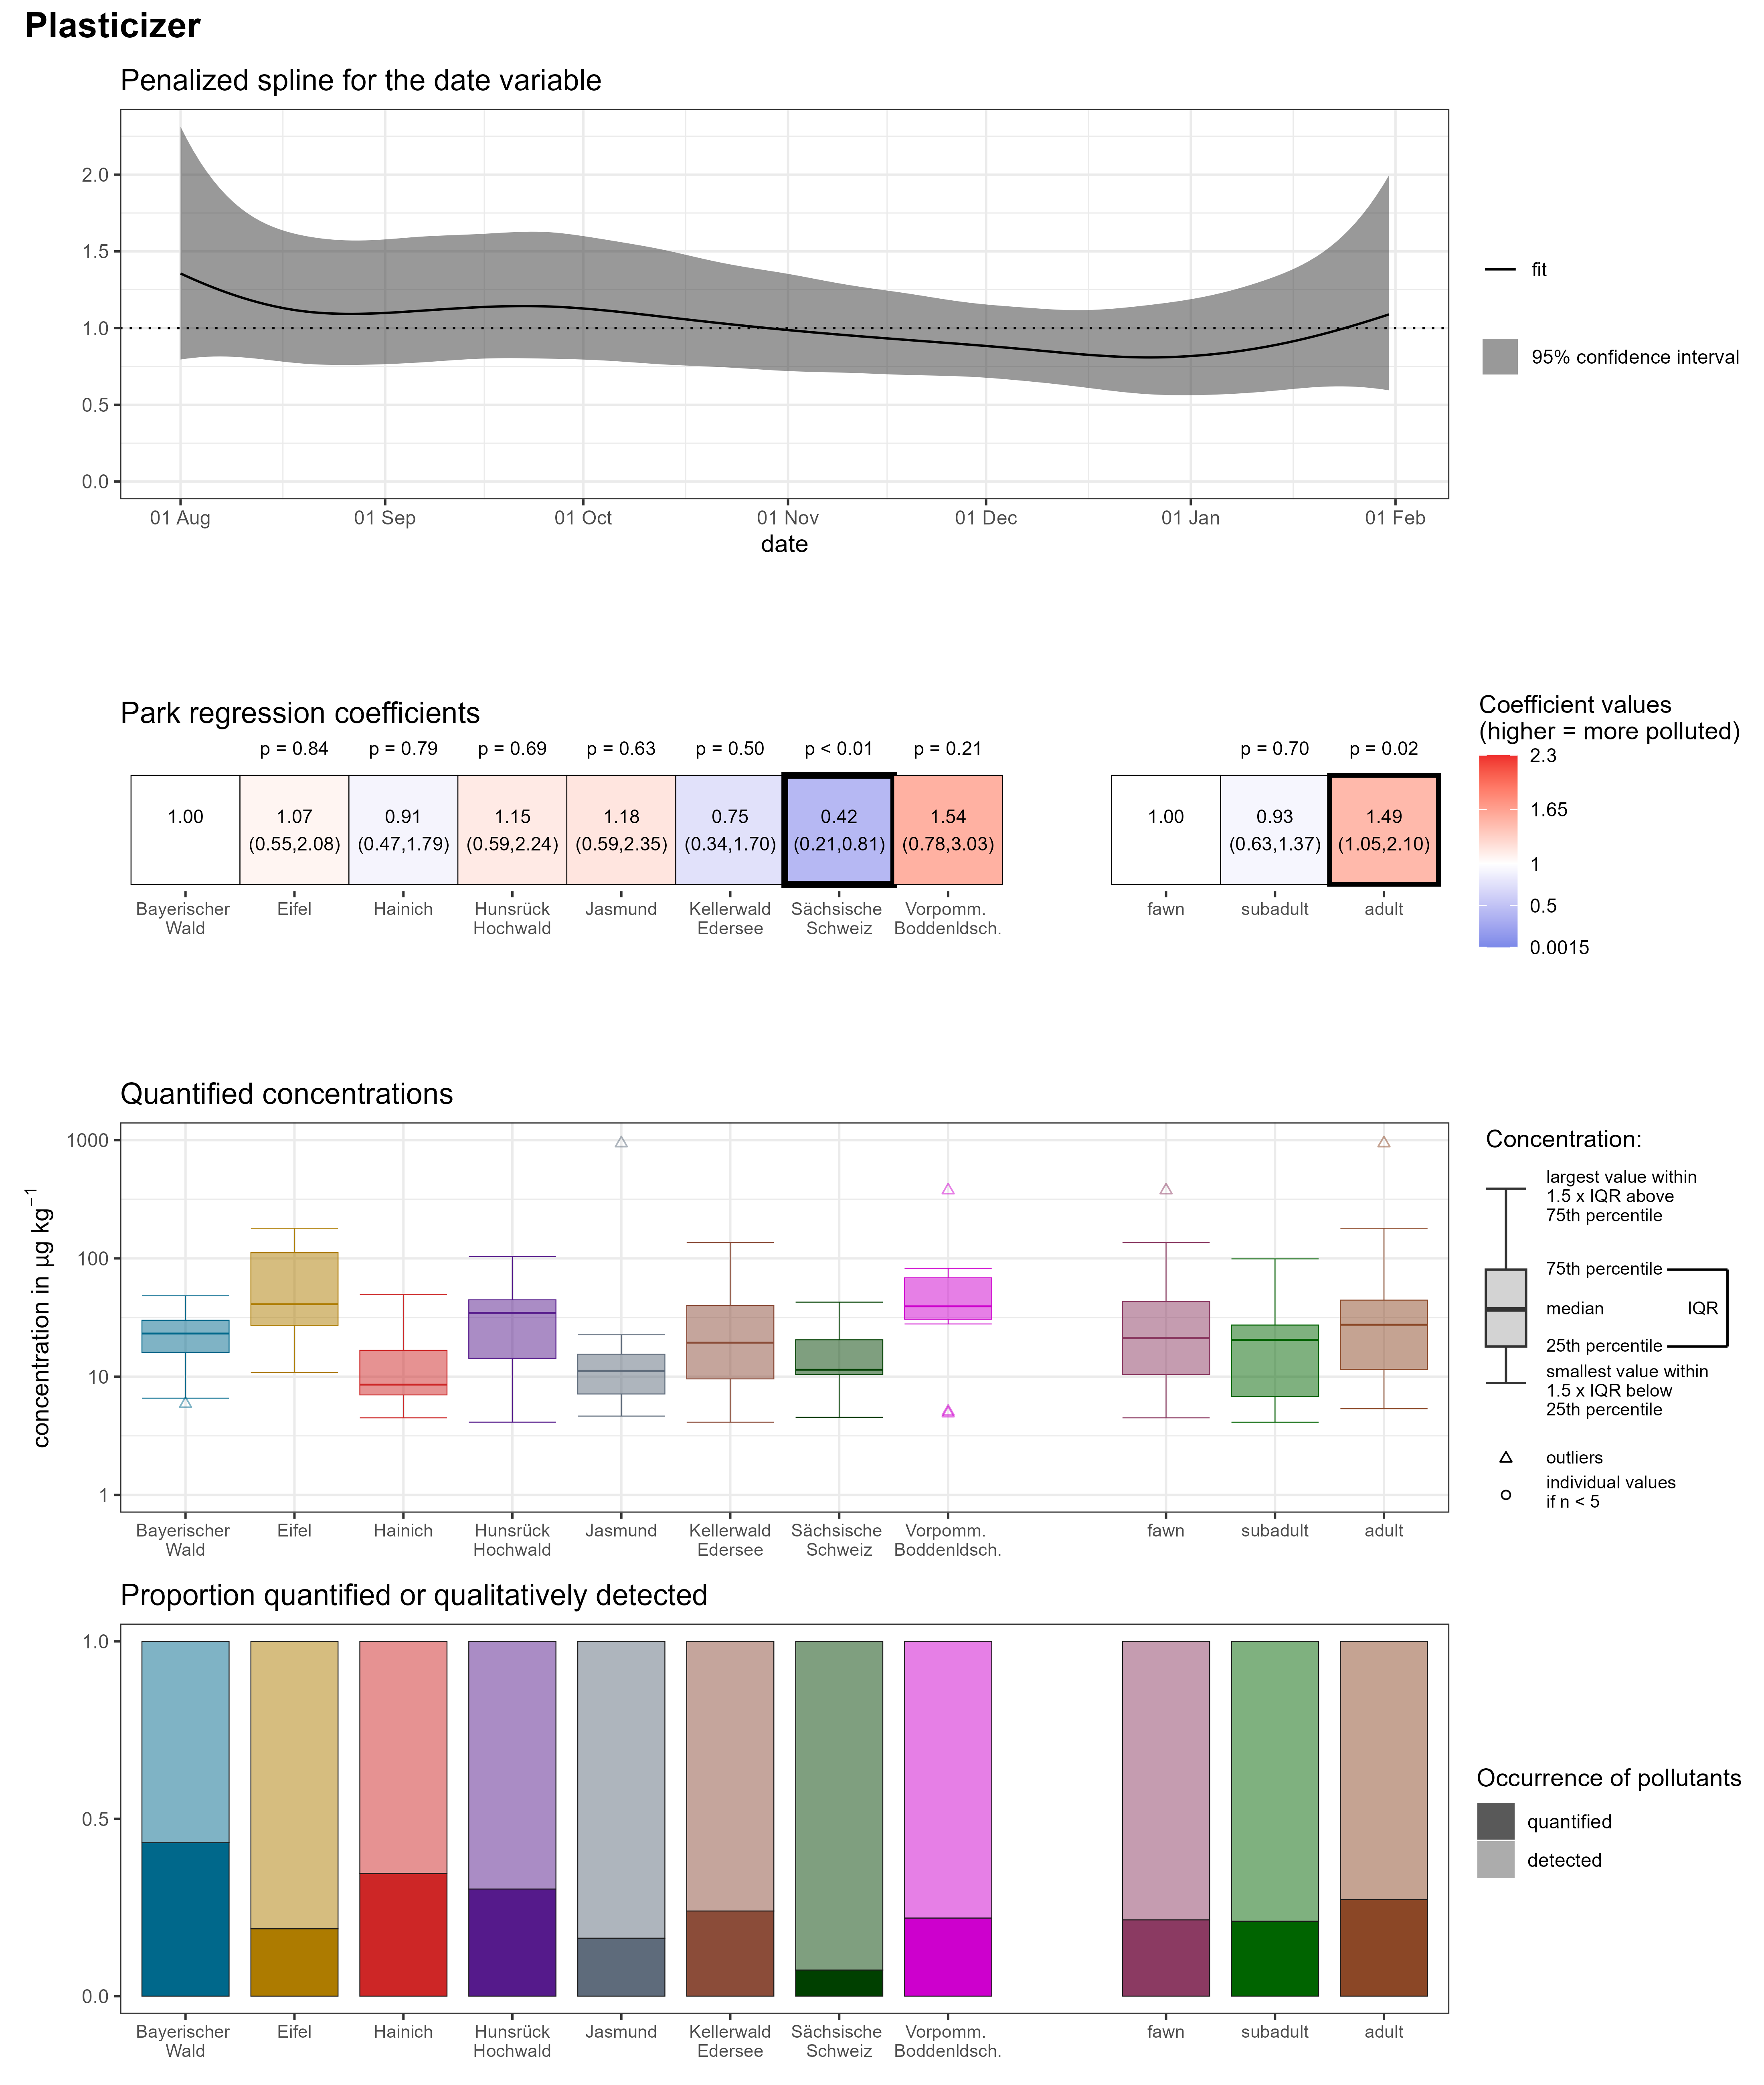 Plasticizer
Penalized spline for the date variable
2.0
1.5
1.0
0.5
0.0
01 Aug
01 Sep
01 Oct
01 Nov
01 Dec
01 Jan
01 Feb
date
fit
95% confidence interval
Park regression coefficients
p = 0.84
p = 0.79
p = 0.69
p = 0.63
p = 0.50
p < 0.01
p = 0.21
p = 0.70
p = 0.02
1.00
1.07
(0.55,2.08)
0.91
(0.47,1.79)
1.15
(0.59,2.24)
1.18
(0.59,2.35)
0.75
(0.34,1.70)
0.42
(0.21,0.81)
1.54
(0.78,3.03)
1.00
0.93
(0.63,1.37)
1.49
(1.05,2.10)
Bayerischer
Wald
Eifel
Hainich
Hunsrück
Hochwald
Jasmund
Kellerwald
Edersee
Sächsische
Schweiz
Vorpomm.
Boddenldsch.
fawn
subadult
adult
Coefficient values
(higher = more polluted)
2.3
1.65
1
0.5
0.0015
Quantified concentrations
concentration in µg kg⁻¹
1000
100
10
1
Bayerischer
Wald
Eifel
Hainich
Hunsrück
Hochwald
Jasmund
Kellerwald
Edersee
Sächsische
Schweiz
Vorpomm.
Boddenldsch.
fawn
subadult
adult
Concentration:
largest value within
1.5 x IQR above
75th percentile
75th percentile
median
IQR
25th percentile
smallest value within
1.5 x IQR below
25th percentile
outliers
individual values
if n < 5
Proportion quantified or qualitatively detected
1.0
0.5
0.0
Bayerischer
Wald
Eifel
Hainich
Hunsrück
Hochwald
Jasmund
Kellerwald
Edersee
Sächsische
Schweiz
Vorpomm.
Boddenldsch.
fawn
subadult
adult
Occurrence of pollutants
quantified
detected